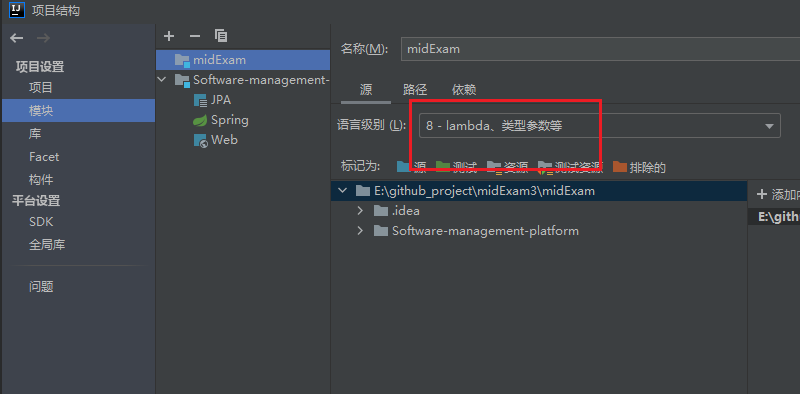 IJ 项目结构
项目设置
项目
模块
库
Facet
构件
平台设置
SDK
全局库
问题
midExam
Software-management-
JPA
Spring
Web
名称(M): midExam
源 路径 依赖
语言级别 (L): 8 - lambda、类型参数等
标记为: 源 测试 资源 测试资源 排除的
E:\github_project\midExam3\midExam
.idea
Software-management-platform
添加内
E:\gith